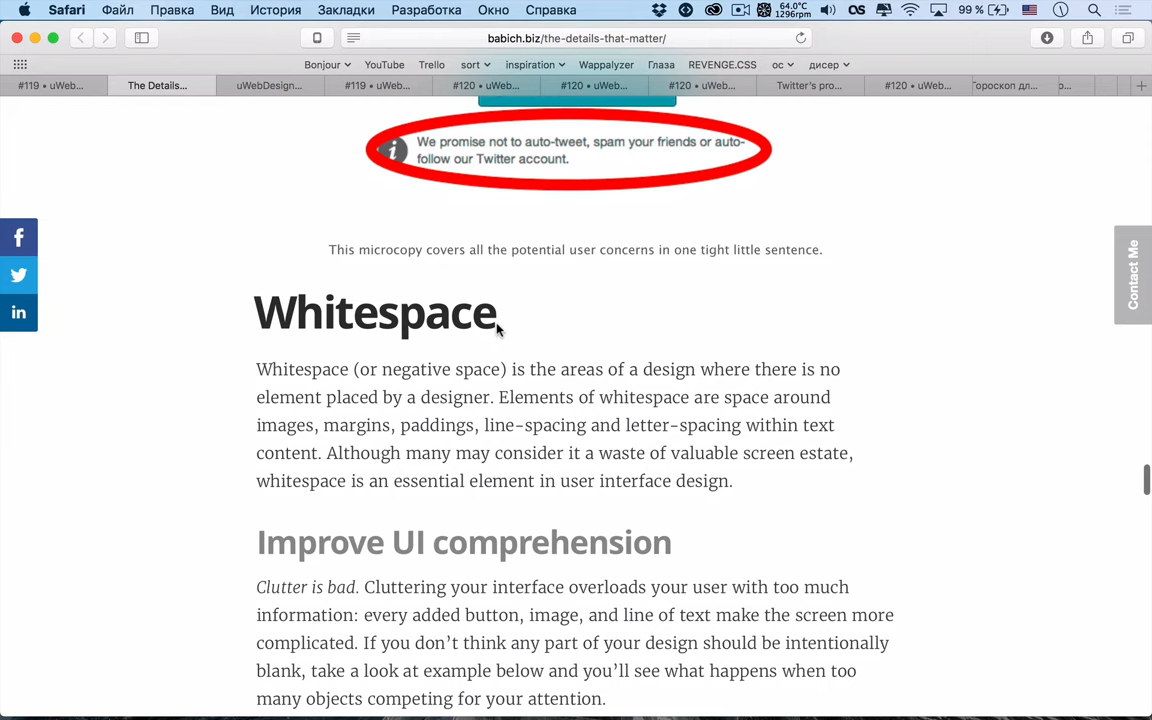 Safari Файл Правка Вид История Закладки Разработка Окно Справка 64.0°C 1296rpm 99 %
babich.biz/the-details-that-matter/
Bonjour YouTube Trello sort inspiration Wappalyzer Глаза REVENGE.CSS ос дисер
#119 • uWeb... The Details... uWebDesign... #119 • uWeb... #120 • uWeb... #120 • uWeb... #120 • uWeb... Twitter's pro... #120 • uWeb... Гороскоп дл...
We promise not to auto-tweet, spam your friends or auto-
follow our Twitter account.
This microcopy covers all the potential user concerns in one tight little sentence.
Contact Me
Whitespace
Whitespace (or negative space) is the areas of a design where there is no
element placed by a designer. Elements of whitespace are space around
images, margins, paddings, line-spacing and letter-spacing within text
content. Although many may consider it a waste of valuable screen estate,
whitespace is an essential element in user interface design.
Improve UI comprehension
Clutter is bad. Cluttering your interface overloads your user with too much
information: every added button, image, and line of text make the screen more
complicated. If you don't think any part of your design should be intentionally
blank, take a look at example below and you'll see what happens when too
many objects competing for your attention.